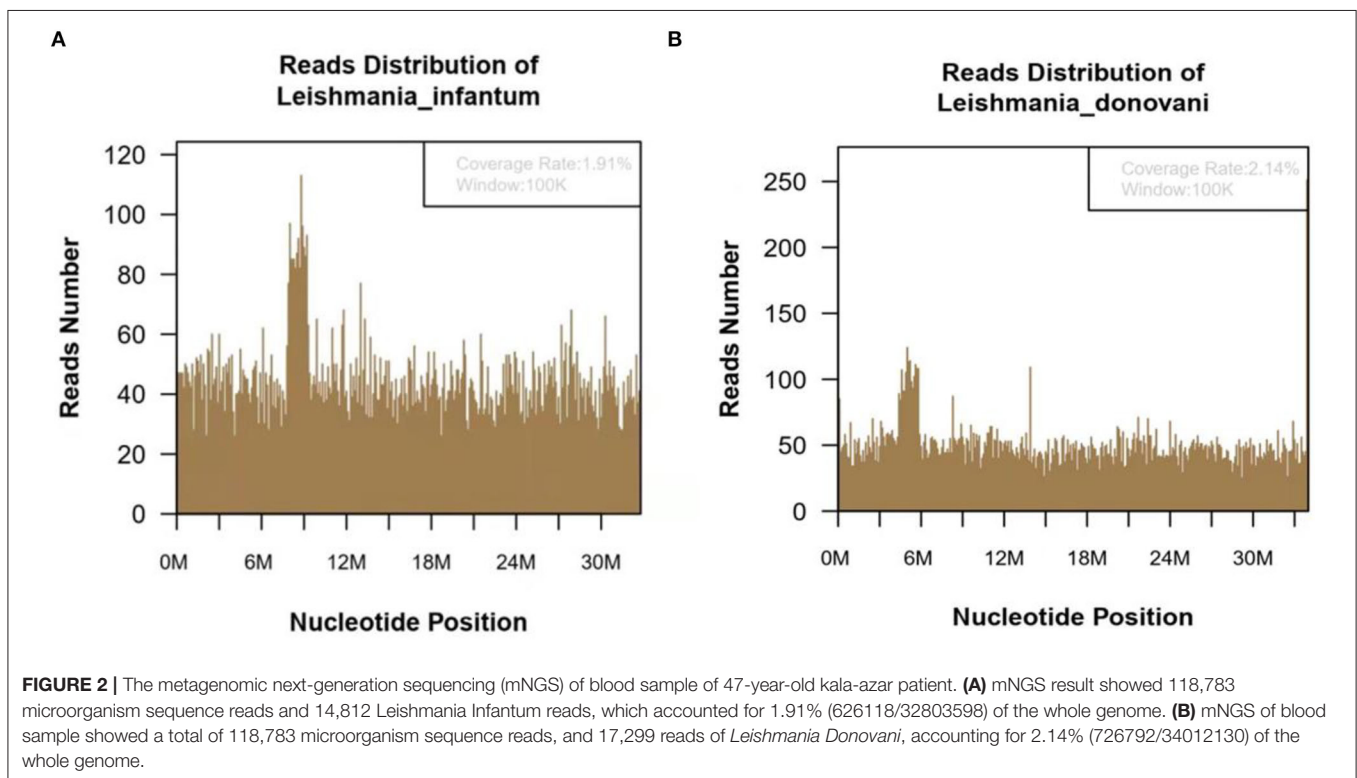 A
Reads Distribution of
Leishmania_infantum
Coverage Rate:1.91%
Window:100K
Reads Number
120
100
80
60
40
20
0
0M 6M 12M 18M 24M 30M
Nucleotide Position
B
Reads Distribution of
Leishmania_donovani
Coverage Rate:2.14%
Window:100K
Reads Number
250
200
150
100
50
0
0M 6M 12M 18M 24M 30M
Nucleotide Position
FIGURE 2 | The metagenomic next-generation sequencing (mNGS) of blood sample of 47-year-old kala-azar patient. (A) mNGS result showed 118,783
microorganism sequence reads and 14,812 Leishmania Infantum reads, which accounted for 1.91% (626118/32803598) of the whole genome. (B) mNGS of blood
sample showed a total of 118,783 microorganism sequence reads, and 17,299 reads of Leishmania Donovani, accounting for 2.14% (726792/34012130) of the
whole genome.